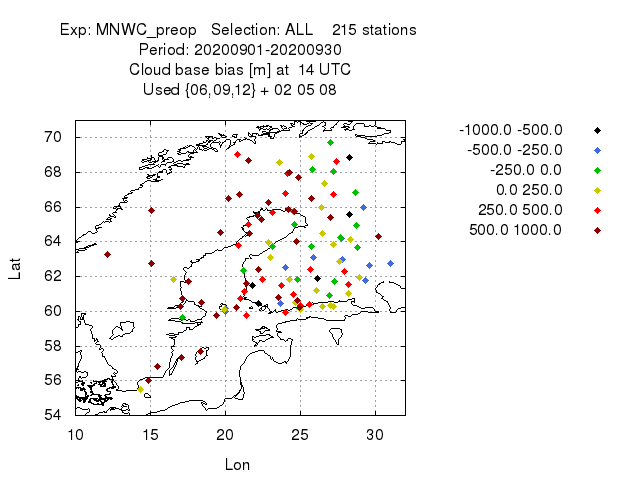 Exp: MNWC_preop   Selection: ALL    215 stations
Period: 20200901-20200930
Cloud base bias [m] at  14 UTC
Used {06,09,12} + 02 05 08
-1000.0 -500.0
-500.0 -250.0
-250.0 0.0
0.0 250.0
250.0 500.0
500.0 1000.0
70
68
66
64
62
60
58
56
54
Lat
10 15 20 25 30
Lon